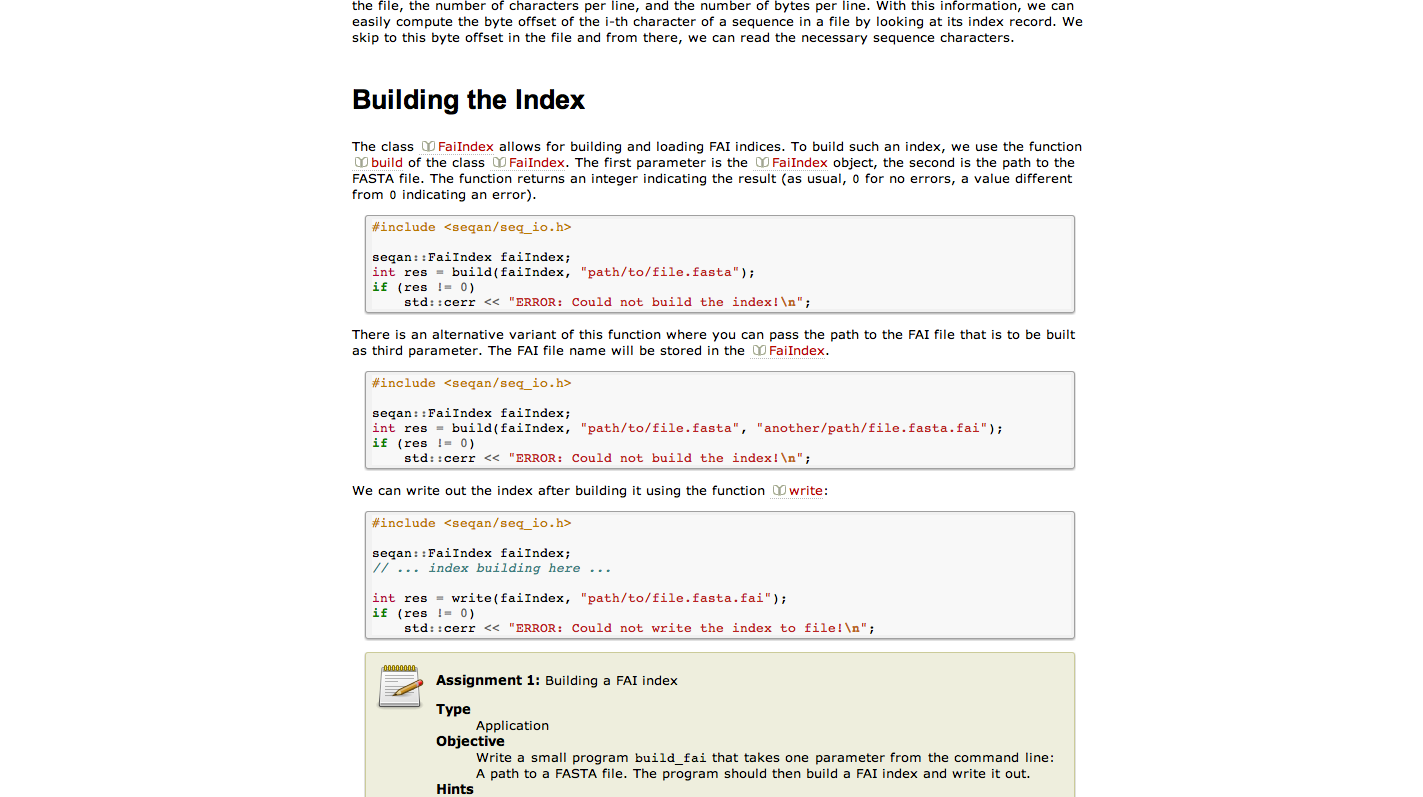 the file, the number of characters per line, and the number of bytes per line. With this information, we can
easily compute the byte offset of the i-th character of a sequence in a file by looking at its index record. We
skip to this byte offset in the file and from there, we can read the necessary sequence characters.
Building the Index
The class FaiIndex allows for building and loading FAI indices. To build such an index, we use the function
build of the class FaiIndex. The first parameter is the FaiIndex object, the second is the path to the
FASTA file. The function returns an integer indicating the result (as usual, 0 for no errors, a value different
from 0 indicating an error).
#include <seqan/seq_io.h>
seqan::FaiIndex faiIndex;
int res = build(faiIndex, "path/to/file.fasta");
if (res != 0)
    std::cerr << "ERROR: Could not build the index!\n";
There is an alternative variant of this function where you can pass the path to the FAI file that is to be built
as third parameter. The FAI file name will be stored in the FaiIndex.
#include <seqan/seq_io.h>
seqan::FaiIndex faiIndex;
int res = build(faiIndex, "path/to/file.fasta", "another/path/file.fasta.fai");
if (res != 0)
    std::cerr << "ERROR: Could not build the index!\n";
We can write out the index after building it using the function write:
#include <seqan/seq_io.h>
seqan::FaiIndex faiIndex;
// ... index building here ...
int res = write(faiIndex, "path/to/file.fasta.fai");
if (res != 0)
    std::cerr << "ERROR: Could not write the index to file!\n";
Assignment 1: Building a FAI index
Type
Application
Objective
Write a small program build_fai that takes one parameter from the command line:
A path to a FASTA file. The program should then build a FAI index and write it out.
Hints